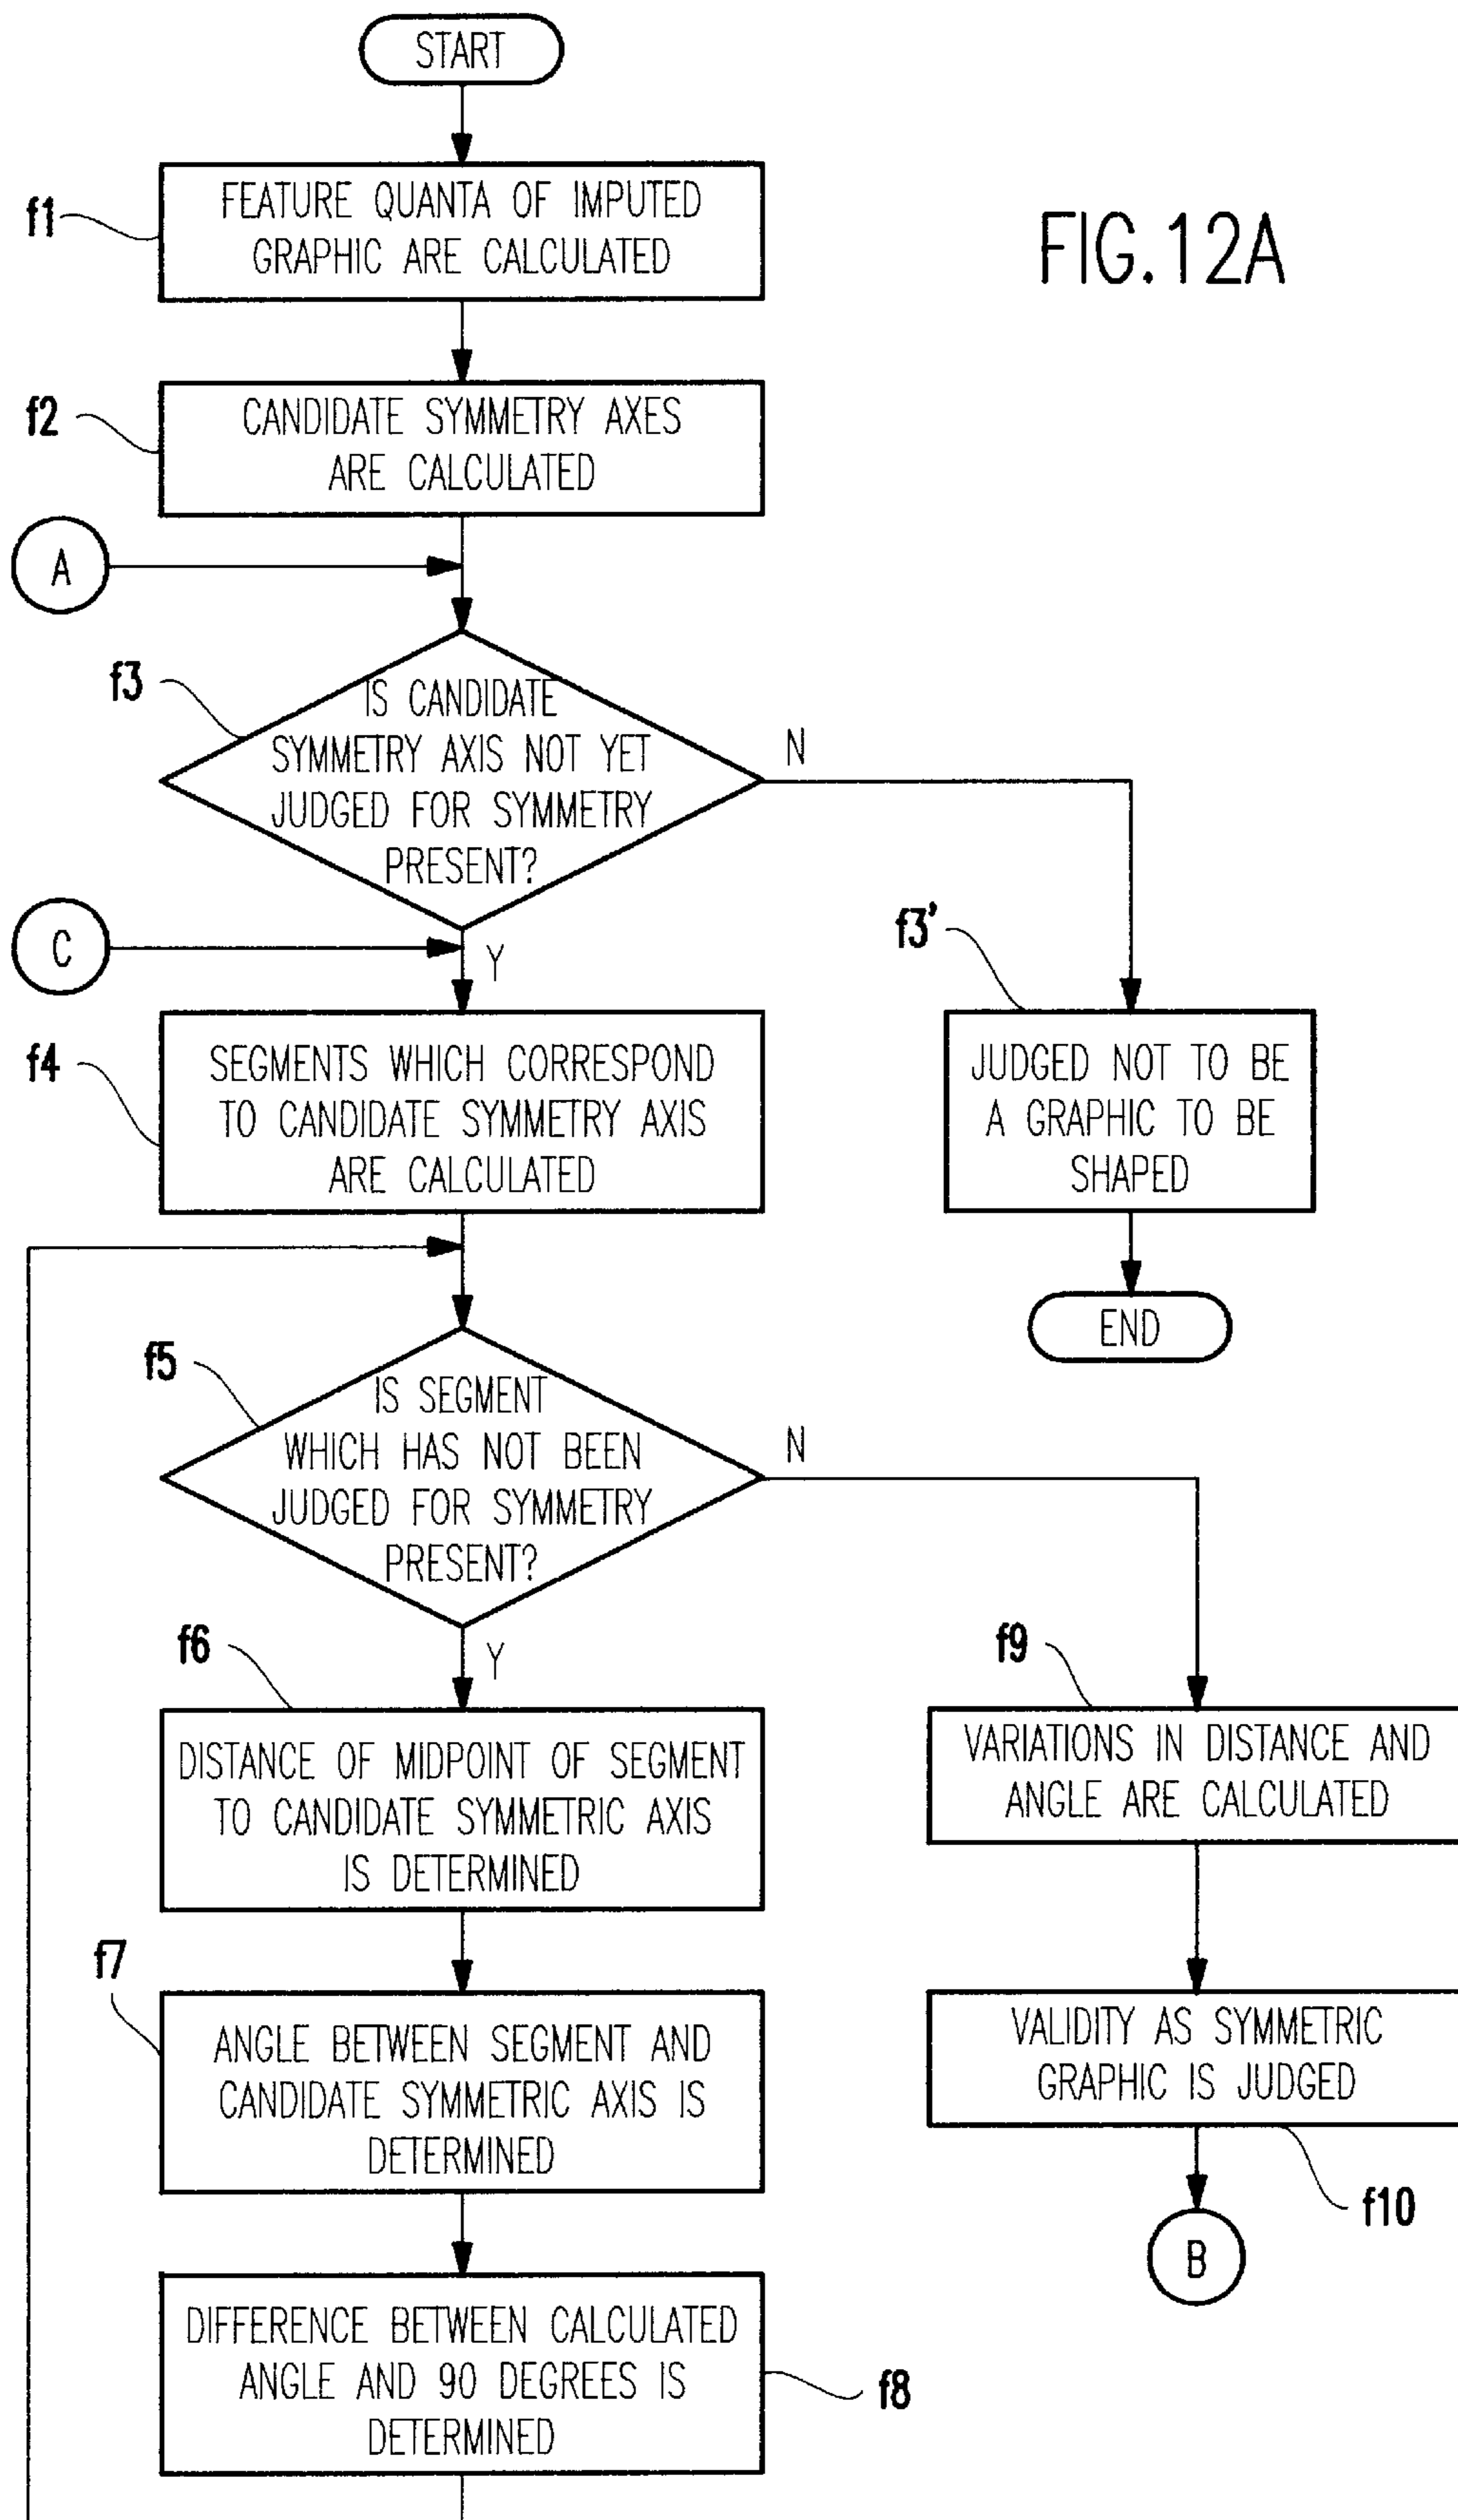 START
f1
FEATURE QUANTA OF IMPUTED
GRAPHIC ARE CALCULATED
FIG.12A
f2
CANDIDATE SYMMETRY AXES
ARE CALCULATED
A
f3
IS CANDIDATE
SYMMETRY AXIS NOT YET
JUDGED FOR SYMMETRY
PRESENT?
N
C
Y
f3'
JUDGED NOT TO BE
A GRAPHIC TO BE
SHAPED
END
f4
SEGMENTS WHICH CORRESPOND
TO CANDIDATE SYMMETRY AXIS
ARE CALCULATED
f5
IS SEGMENT
WHICH HAS NOT BEEN
JUDGED FOR SYMMETRY
PRESENT?
N
Y
f6
DISTANCE OF MIDPOINT OF SEGMENT
TO CANDIDATE SYMMETRIC AXIS
IS DETERMINED
f9
VARIATIONS IN DISTANCE AND
ANGLE ARE CALCULATED
f7
ANGLE BETWEEN SEGMENT AND
CANDIDATE SYMMETRIC AXIS IS
DETERMINED
VALIDITY AS SYMMETRIC
GRAPHIC IS JUDGED
f10
B
DIFFERENCE BETWEEN CALCULATED
ANGLE AND 90 DEGREES IS
DETERMINED
f8